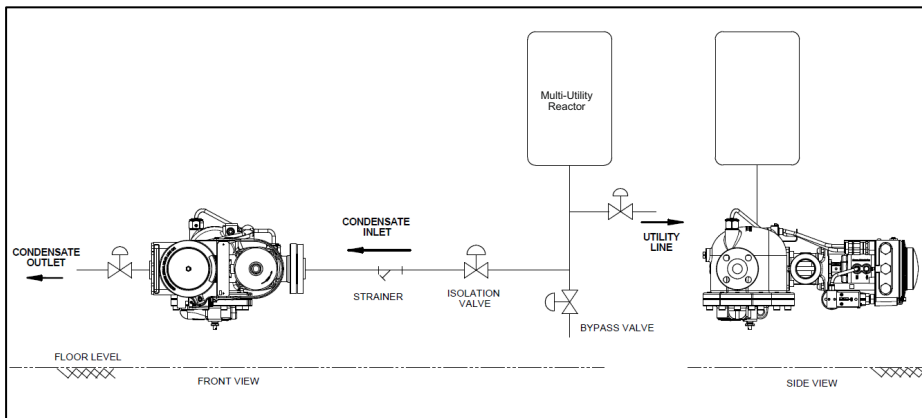 Multi-Utility
Reactor
CONDENSATE
INLET
UTILITY
LINE
CONDENSATE
OUTLET
STRAINER
ISOLATION
VALVE
BYPASS VALVE
FLOOR LEVEL
FRONT VIEW
SIDE VIEW